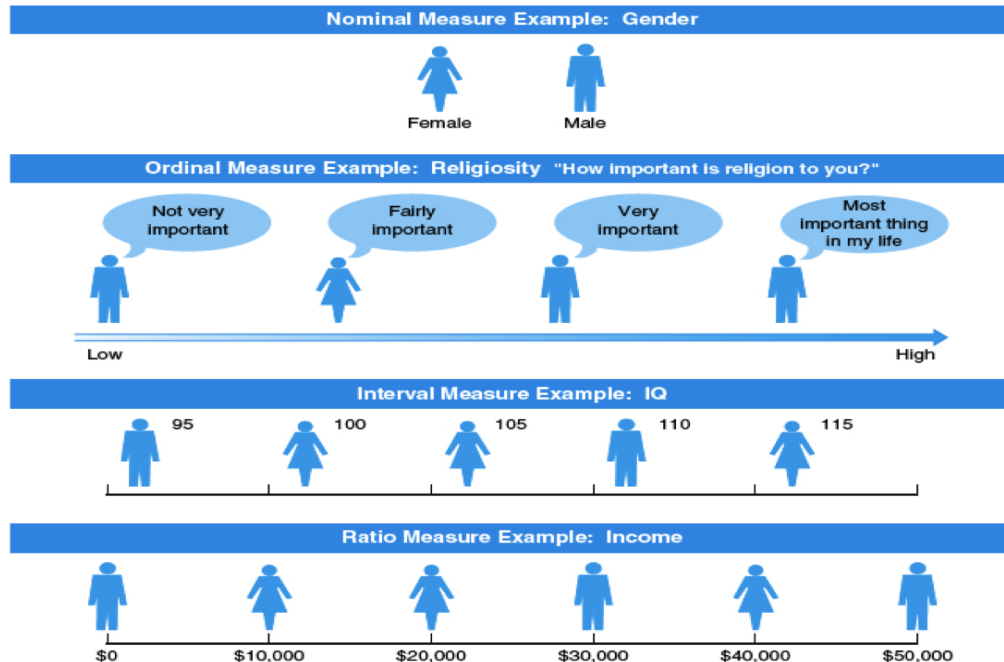 Nominal Measure Example: Gender
Female
Male
Ordinal Measure Example: Religiosity "How important is religion to you?"
Not very
important
Fairly
important
Very
important
Most
important thing
in my life
Low
High
Interval Measure Example: IQ
95
100
105
110
115
Ratio Measure Example: Income
$0
$10,000
$20,000
$30,000
$40,000
$50,000